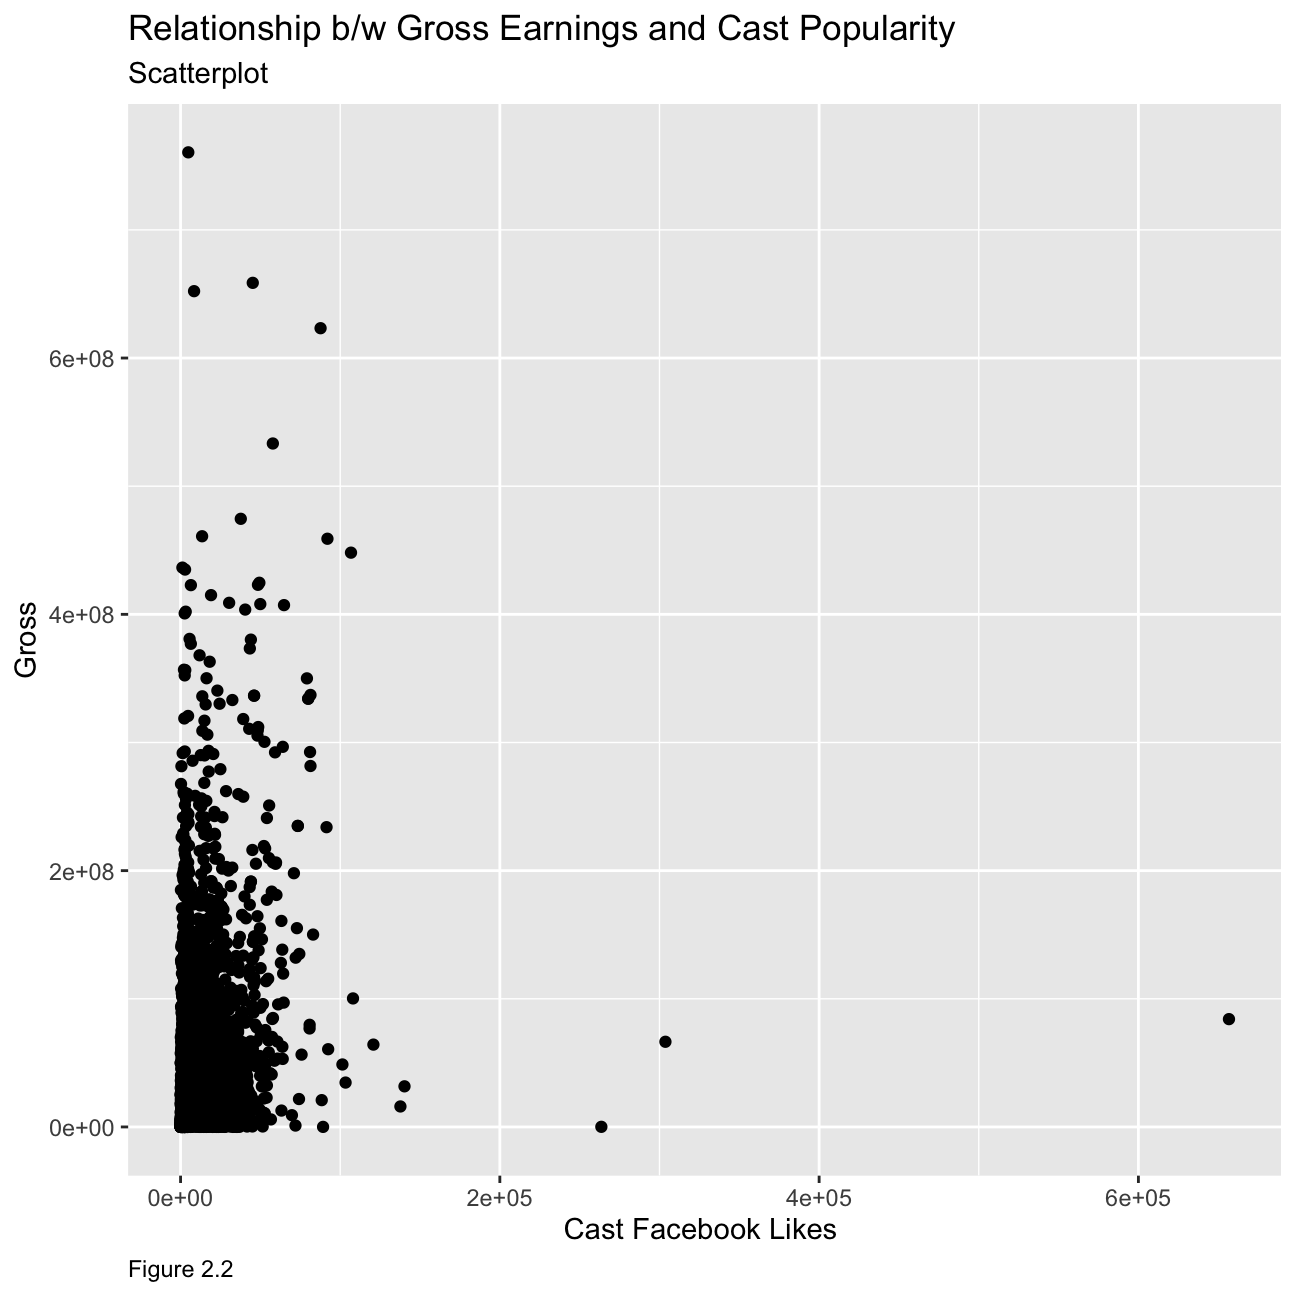 Relationship b/w Gross Earnings and Cast Popularity
Scatterplot
Gross
6e+08
4e+08
2e+08
0e+00
0e+00 2e+05 4e+05 6e+05
Cast Facebook Likes
Figure 2.2